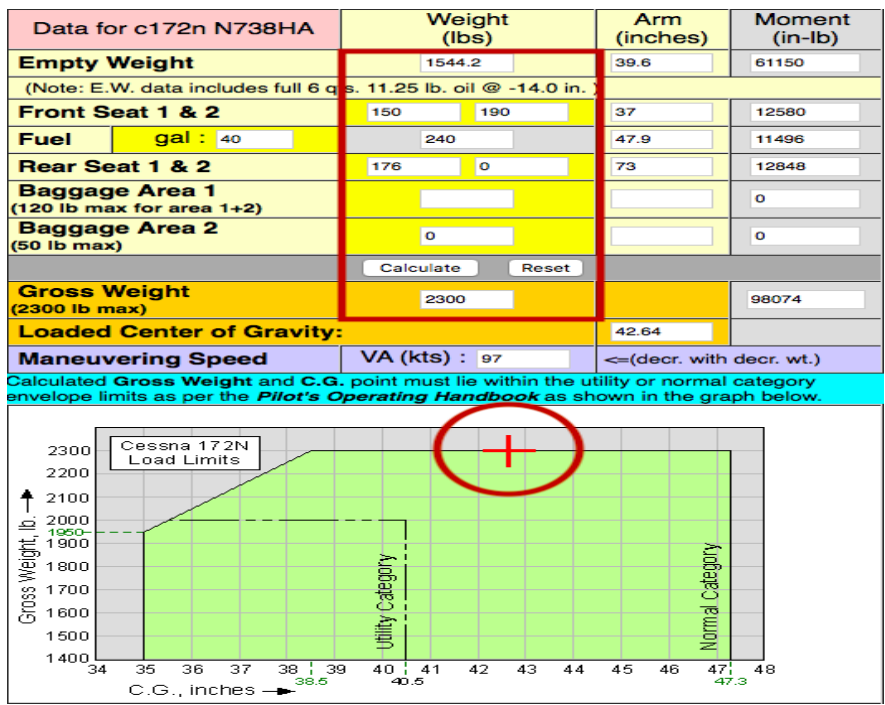 Data for c172n N738HA Weight (lbs) Arm (inches) Moment (in-lb)
Empty Weight 1544.2 39.6 61150
(Note: E.W. data includes full 6 q s. 11.25 lb. oil @ -14.0 in. )
Front Seat 1 & 2 150 190 37 12580
Fuel gal : 40 240 47.9 11496
Rear Seat 1 & 2 176 0 73 12848
Baggage Area 1 0
(120 lb max for area 1+2)
Baggage Area 2 0 0
(50 lb max)
Calculate Reset
Gross Weight 2300 98074
(2300 lb max)
Loaded Center of Gravity: 42.64
Maneuvering Speed VA (kts) : 97 <=(decr. with decr. wt.)
Calculated Gross Weight and C.G. point must lie within the utility or normal category
envelope limits as per the Pilot's Operating Handbook as shown in the graph below.
Cessna 172N
Load Limits
Gross Weight, lb.
2300
2200
2100
2000
1950
1900
1800
1700
1600
1500
1400
Utility Category
Normal Category
34 35 36 37 38 39 40 41 42 43 44 45 46 47 48
38.5 40.5 47.3
C.G., inches